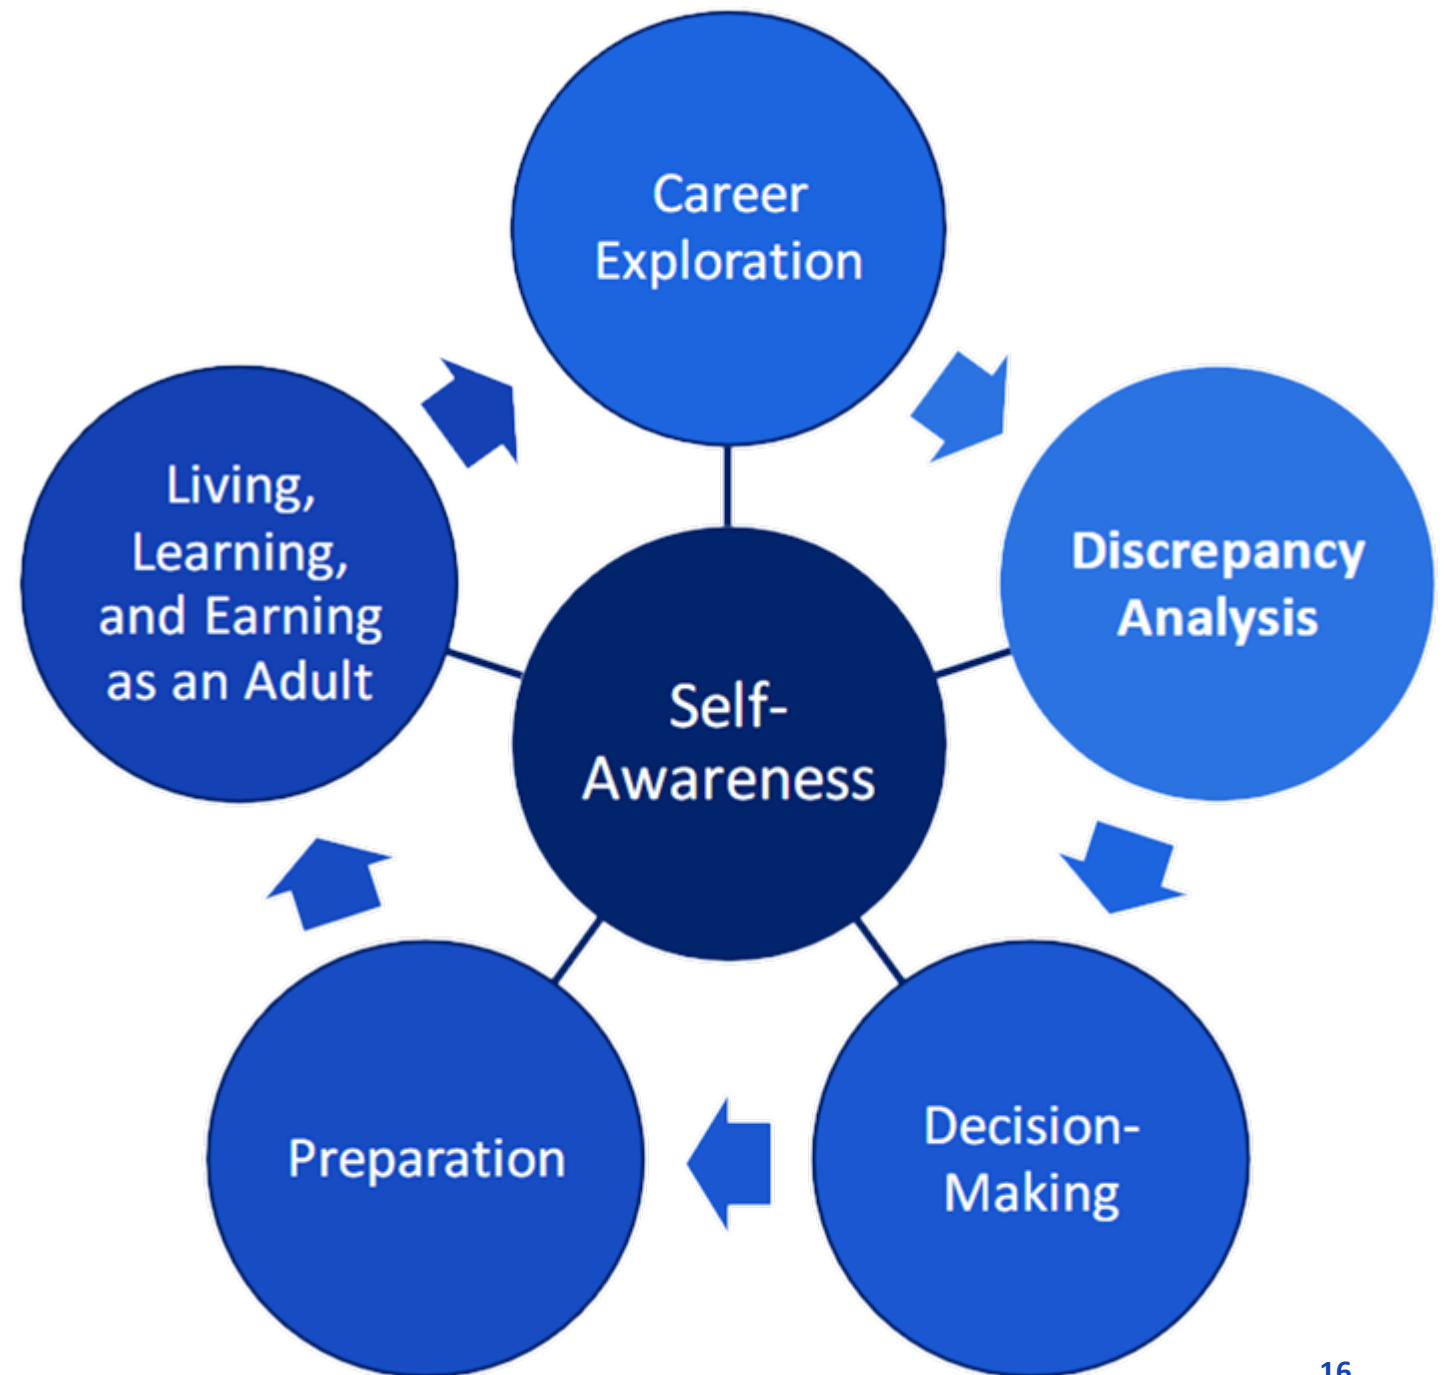 Career
Exploration
Discrepancy
Analysis
Decision-
Making
Preparation
Living,
Learning,
and Earning
as an Adult
Self-
Awareness
16